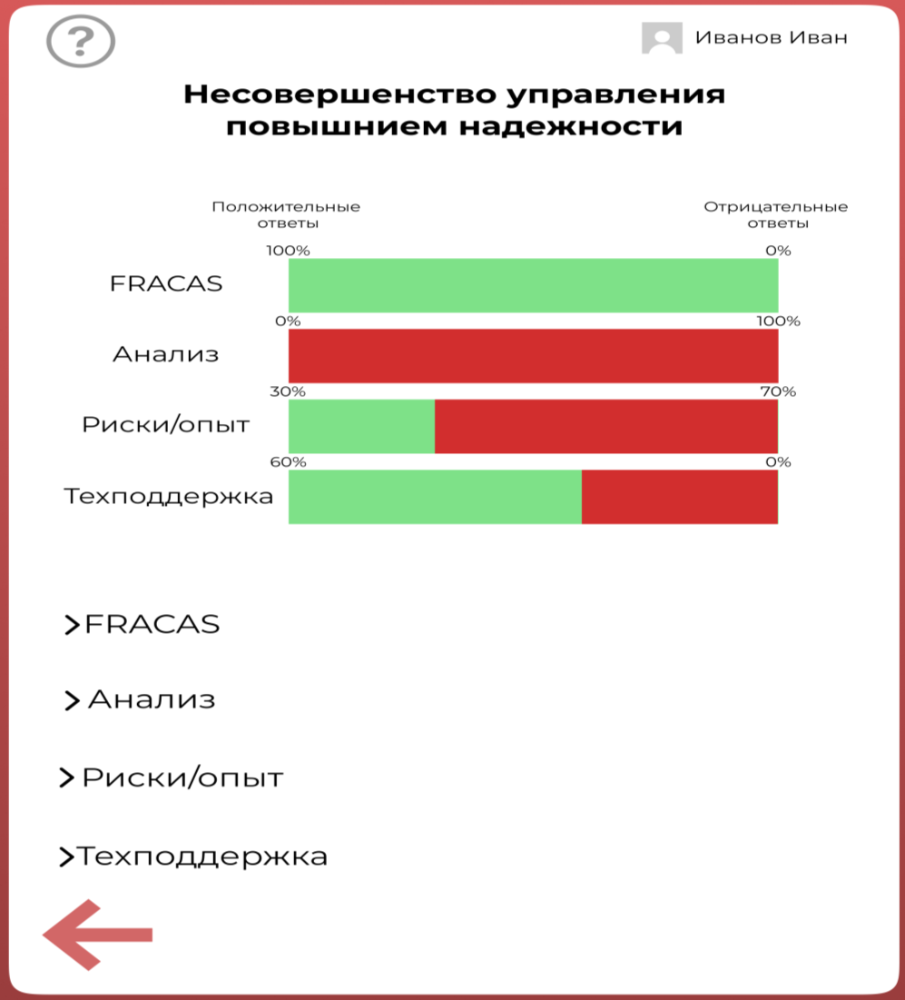 ?
Иванов Иван
Несовершенство управления
повышнием надежности
Положительные
ответы
Отрицательные
ответы
100%
0%
FRACAS
0%
100%
Анализ
30%
70%
Риски/опыт
60%
0%
Техподдержка
>FRACAS
> Анализ
> Риски/опыт
>Техподдержка